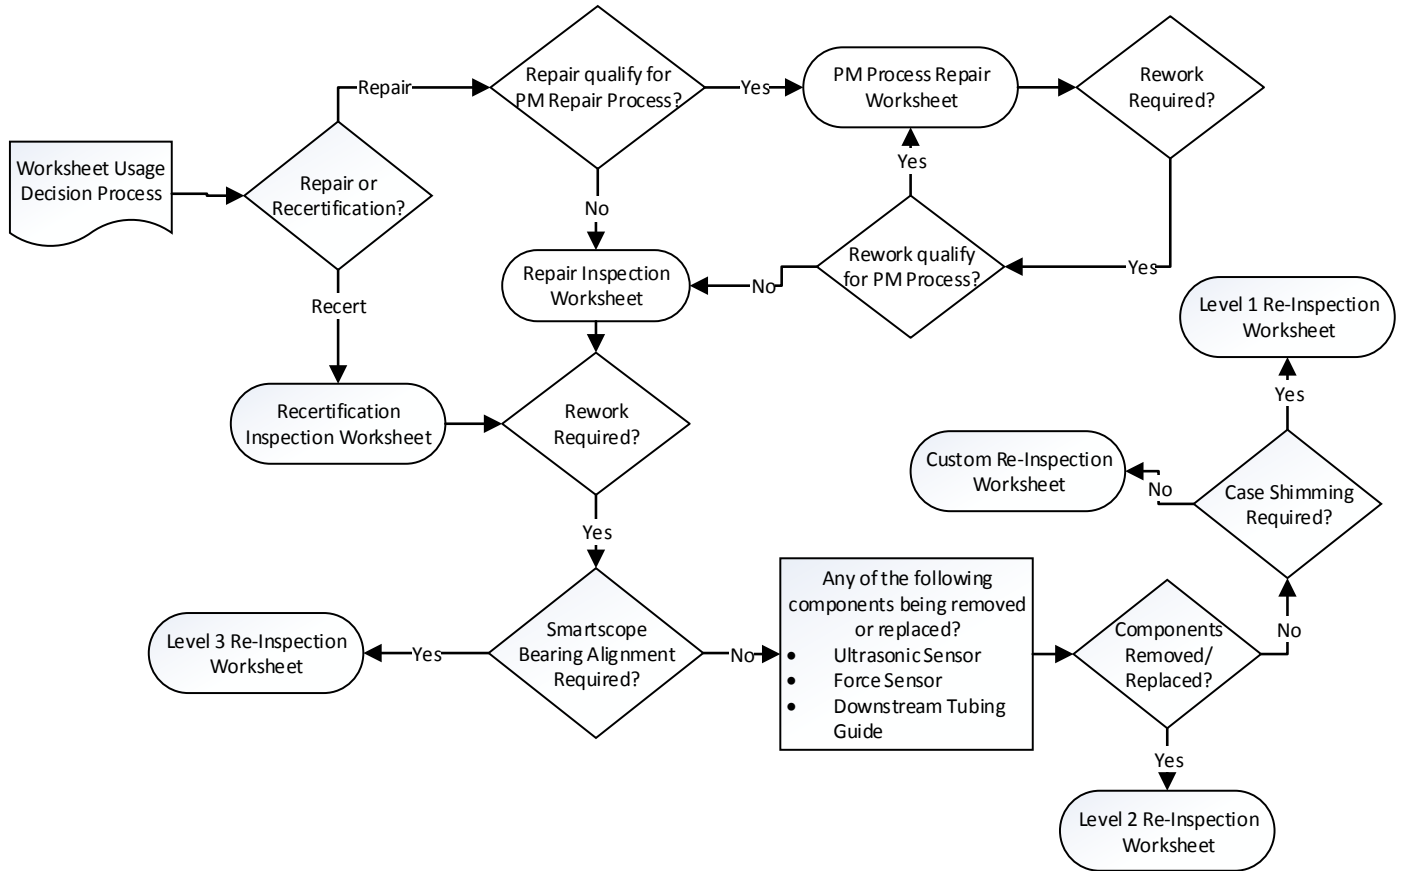 Worksheet Usage
Decision Process
Repair or
Recertification?
Repair
Recert
Repair qualify for
PM Repair Process?
Yes
No
PM Process Repair
Worksheet
Rework
Required?
Yes
Rework qualify
for PM Process?
Yes
No
Repair Inspection
Worksheet
Recertification
Inspection Worksheet
Rework
Required?
Yes
Smartscope
Bearing Alignment
Required?
Yes
Level 3 Re-Inspection
Worksheet
No
Any of the following
components being removed
or replaced?
• Ultrasonic Sensor
• Force Sensor
• Downstream Tubing
Guide
Components
Removed/
Replaced?
Yes
Level 2 Re-Inspection
Worksheet
No
Case Shimming
Required?
No
Custom Re-Inspection
Worksheet
Yes
Level 1 Re-Inspection
Worksheet